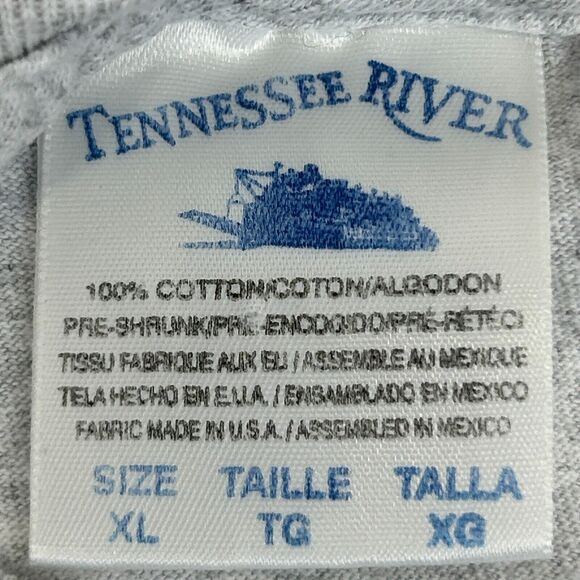 TENNESSEE RIVER
100% COTTON/COTON/ALGODON
PRE-SHRUNK/PRE-ENCOGIDO/PRÉ-RÉTÉCI
TISSU FABRIQUE AUX EU / ASSEMBLE AU MEXIQUE
TELA HECHO EN E.U.A. / ENSAMBLADO EN MEXICO
FABRIC MADE IN U.S.A. / ASSEMBLED IN MEXICO
SIZE TAILLE TALLA
XL TG XG